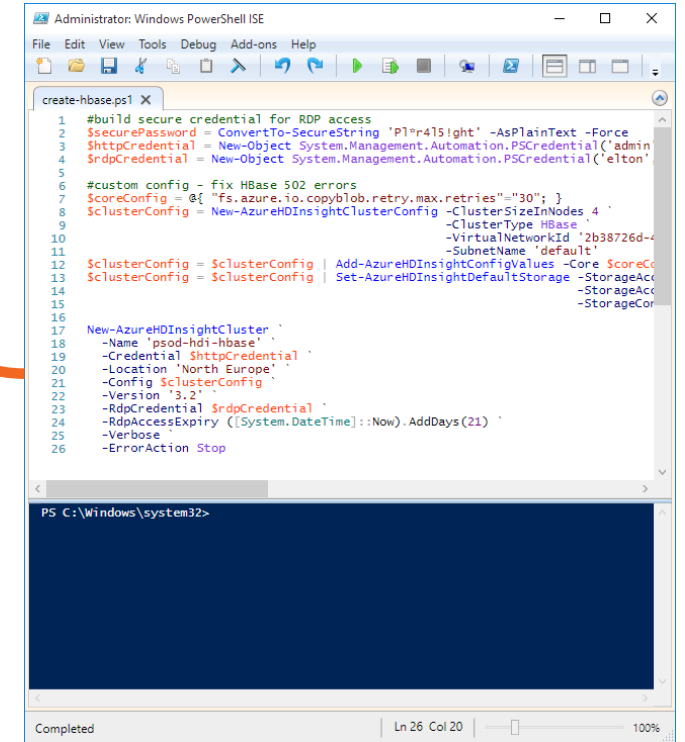 Administrator: Windows PowerShell ISE
File Edit View Tools Debug Add-ons Help
create-hbase.ps1 X
1 #build secure credential for RDP access
2 $securePassword = ConvertTo-SecureString 'Pl®r4l5!ght' -AsPlainText -Force
3 $httpCredential = New-Object System.Management.Automation.PSCredential('admin'
4 $rdpCredential = New-Object System.Management.Automation.PSCredential('elton',
5
6 #custom config - fix HBase 502 errors
7 $coreConfig = @{ "fs.azure.io.copyblob.retry.max.retries"="30"; }
8 $clusterConfig = New-AzureHDInsightClusterConfig -ClusterSizeInNodes 4 `
9 -ClusterType HBase `
10 -VirtualNetworkId '2b38726d-4
11 -SubnetName 'default'
12 $clusterConfig = $clusterConfig | Add-AzureHDInsightConfigValues -Core $coreCo
13 $clusterConfig = $clusterConfig | Set-AzureHDInsightDefaultStorage -StorageAcc
14 -StorageAcc
15 -StorageCon
16
17 New-AzureHDInsightCluster `
18 -Name 'psod-hdi-hbase' `
19 -Credential $httpCredential `
20 -Location 'North Europe' `
21 -Config $clusterConfig `
22 -Version '3.2' `
23 -RdpCredential $rdpCredential `
24 -RdpAccessExpiry ([System.DateTime]::Now).AddDays(21) `
25 -Verbose `
26 -ErrorAction Stop
PS C:\Windows\system32>
Completed Ln 26 Col 20 100%